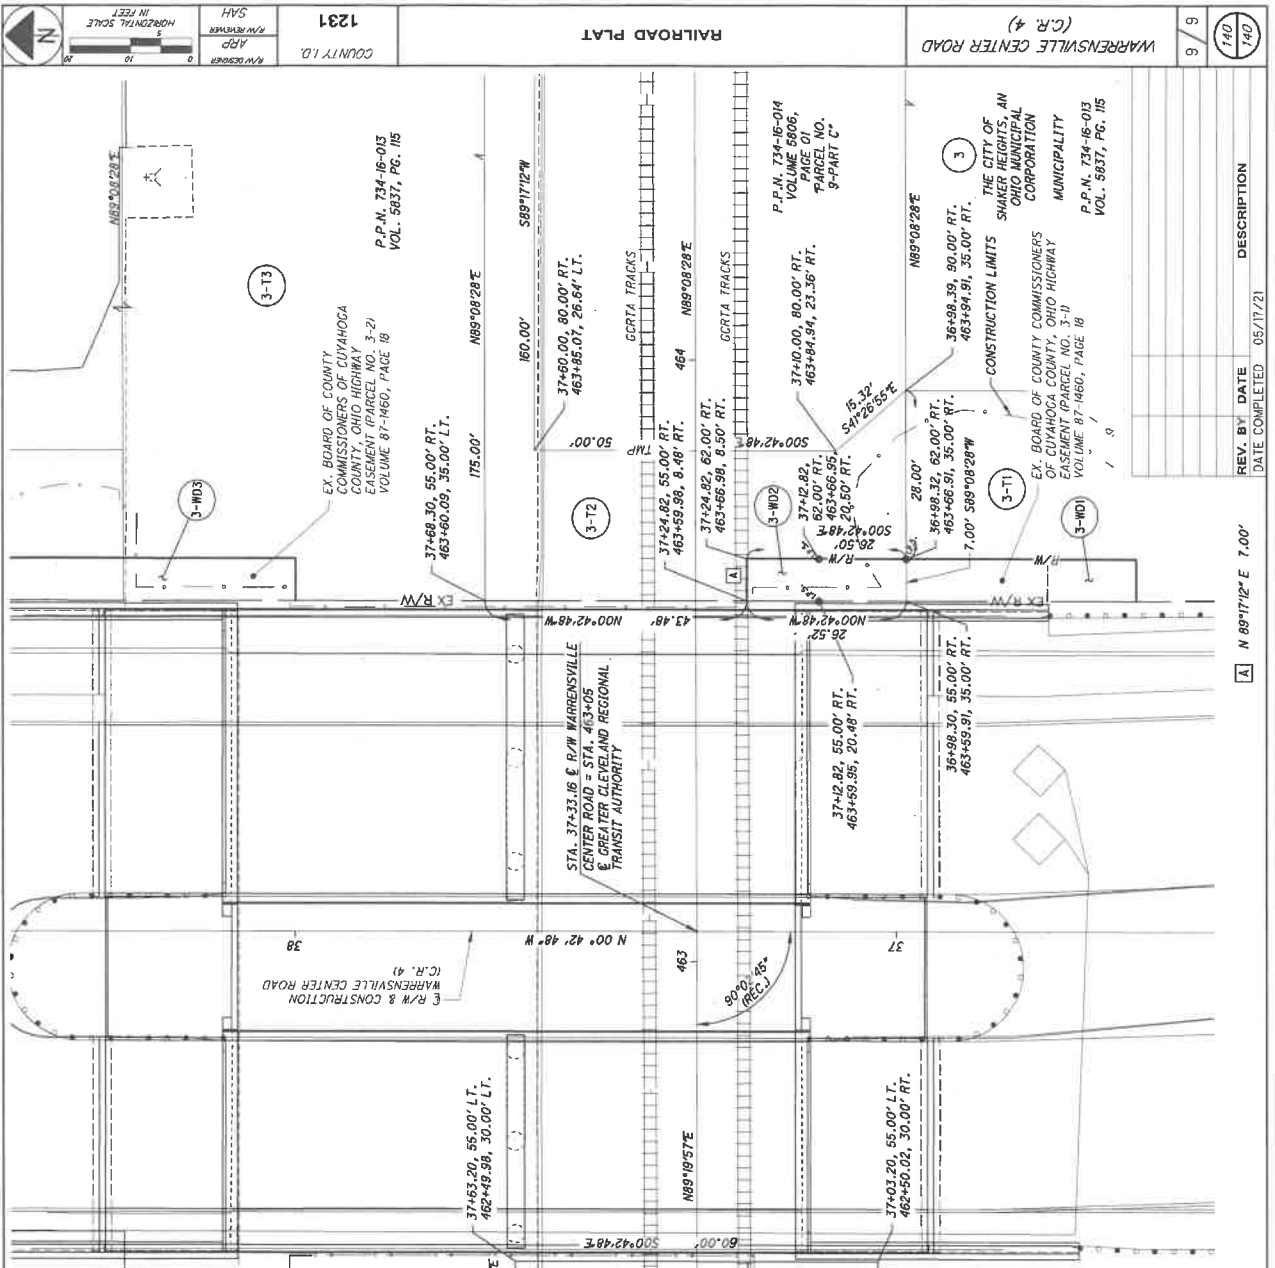 WARRENSVILLE CENTER ROAD
(C.R. 4)
RAILROAD PLAT
COUNTY I.D.
1231
R/W DESIGNER
ARP
R/W REVIEWER
SAH
HORIZONTAL SCALE
IN FEET
0
5
10
20
N
9
9
140
140
N89°08'28"E
3-T3
P.P.N. 734-16-013
VOL. 5837, PG. 115
EX. BOARD OF COUNTY
COMMISSIONERS OF CUYAHOGA
COUNTY, OHIO HIGHWAY
EASEMENT (PARCEL NO. 3-2)
VOLUME 87-1460, PAGE 18
3-WD3
37+68.30, 55.00' RT.
463+60.09, 35.00' LT.
N89°08'28"E
175.00'
S89°17'12"W
160.00'
37+60.00, 80.00' RT.
463+85.07, 26.64' LT.
3-T2
50.00'
TMP
S00°42'48"E
GCRTA TRACKS
N89°08'28"E
464
GCRTA TRACKS
37+24.82, 55.00' RT.
463+59.98, 8.48' RT.
37+24.82, 62.00' RT.
463+66.98, 8.50' RT.
A
P.P.N. 734-16-014
VOLUME 5806,
PAGE 01
"PARCEL NO.
9-PART C"
37+10.00, 80.00' RT.
463+84.94, 23.36' RT.
3-WD2
37+12.82,
62.00' RT.
463+66.95,
20.50' RT.
S00°42'48"E
26.50'
R/W
15.32'
S41°26'55"E
N89°08'28"E
28.00'
36+98.32, 62.00' RT.
463+66.91, 35.00' RT.
7.00' S89°08'28"W
36+98.39, 90.00' RT.
463+94.91, 35.00' RT.
3
THE CITY OF
SHAKER HEIGHTS, AN
OHIO MUNICIPAL
CORPORATION
MUNICIPALITY
P.P.N. 734-16-013
VOL. 5837, PG. 115
CONSTRUCTION LIMITS
3-T1
EX. BOARD OF COUNTY COMMISSIONERS
OF CUYAHOGA COUNTY, OHIO HIGHWAY
EASEMENT (PARCEL NO. 3-1)
VOLUME 87-1460, PAGE 18
3-WD1
R/W
EX R/W
EX R/W
N00°42'48"W
43.48'
N00°42'48"W
26.52'
STA. 37+33.16 ℄ R/W WARRENSVILLE
CENTER ROAD = STA. 463+05
℄ GREATER CLEVELAND REGIONAL
TRANSIT AUTHORITY
37+12.82, 55.00' RT.
463+59.95, 20.48' RT.
36+98.30, 55.00' RT.
463+59.91, 35.00' RT.
38
N 00° 42' 48" W
37
463
℄ R/W & CONSTRUCTION
WARRENSVILLE CENTER ROAD
(C.R. 4)
(REC.)
37+63.20, 55.00' LT.
462+49.98, 30.00' LT.
N89°19'57"E
37+03.20, 55.00' LT.
462+50.02, 30.00' RT.
60.00'
S00°42'48"E
REV. BY
DATE
DESCRIPTION
DATE COMPLETED 05/17/21
A N 89°17'12" E 7.00'